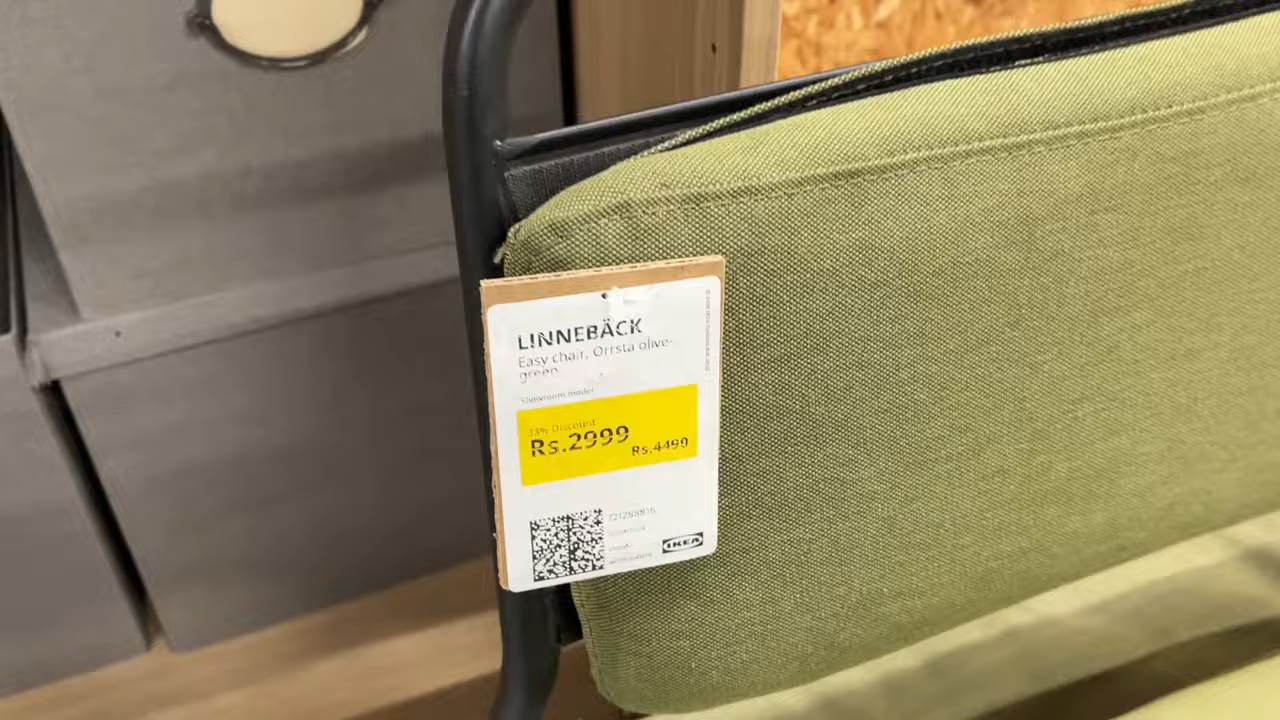 LINNEBÄCK
Easy chair, Orrsta olive-
green
Showroom model
33% Discount
Rs.2999
Rs.4490
IKEA